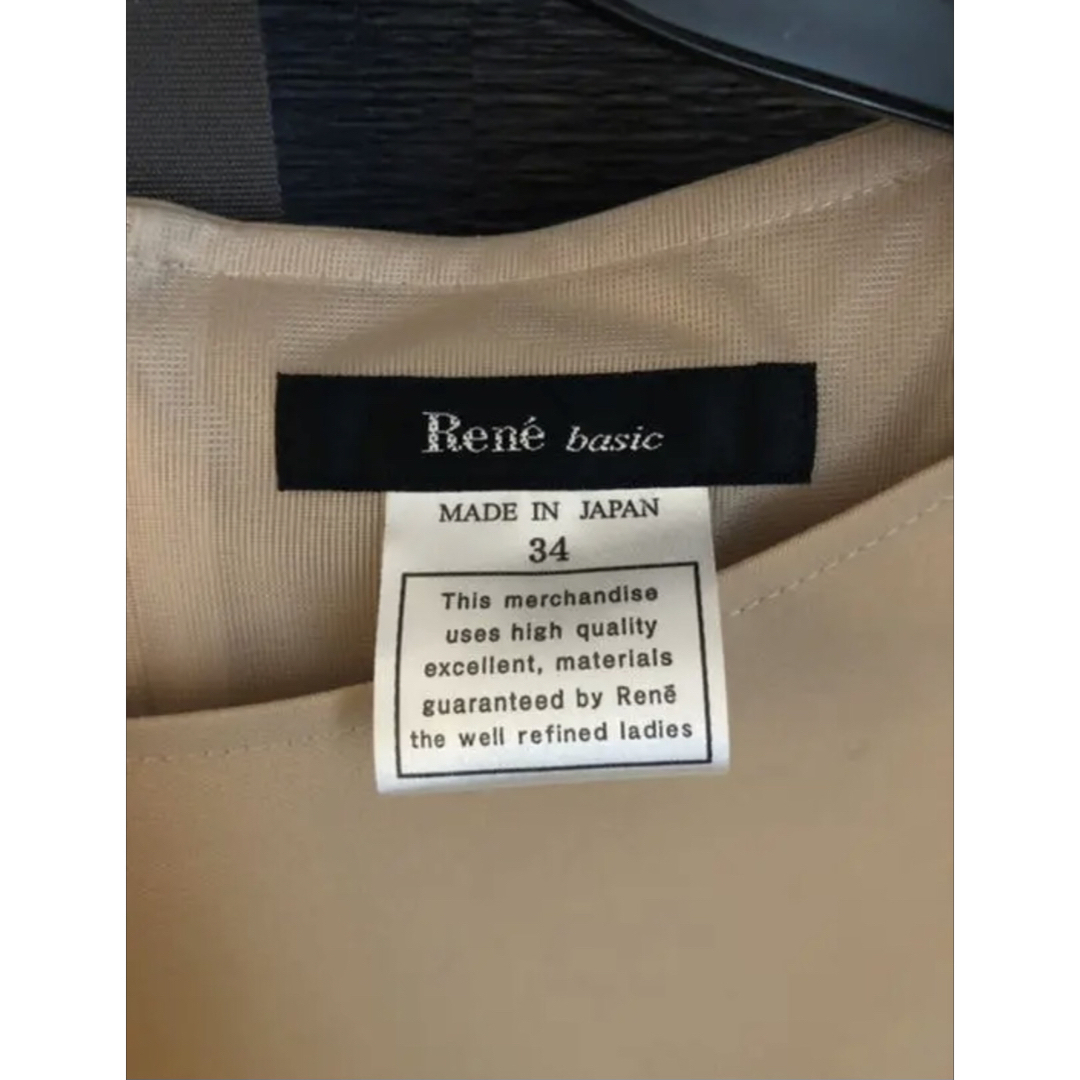 René basic
MADE IN JAPAN
34
This merchandise
uses high quality
excellent, materials
guaranteed by René
the well refined ladies